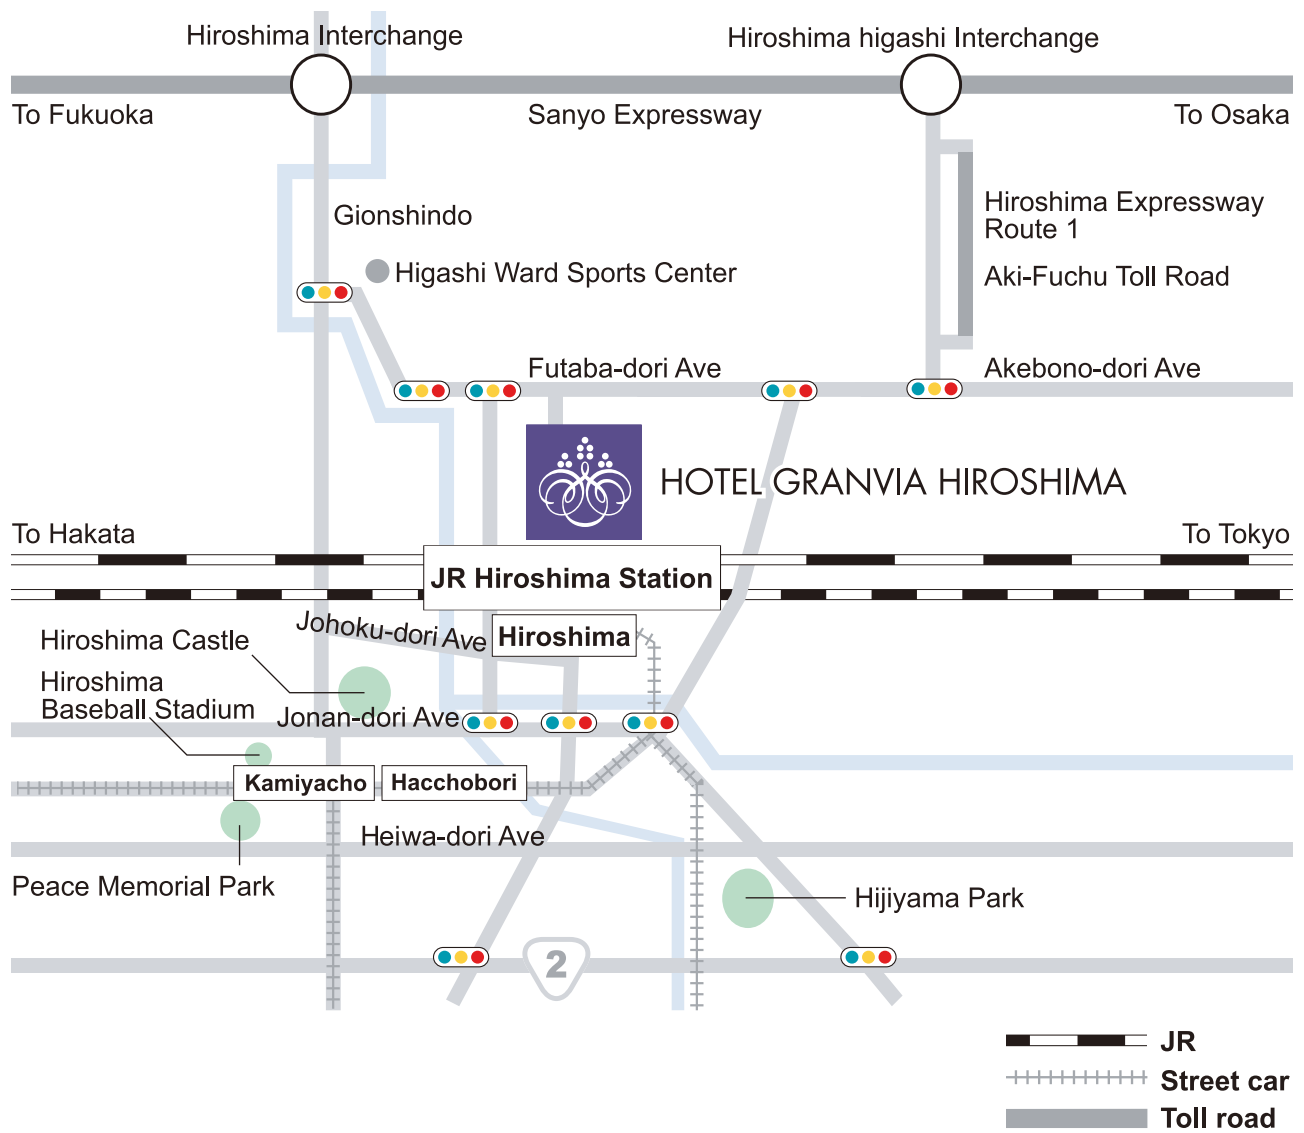 Hiroshima Interchange
Hiroshima higashi Interchange
To Fukuoka
Sanyo Expressway
To Osaka
Gionshindo
Hiroshima Expressway
Route 1
Higashi Ward Sports Center
Aki-Fuchu Toll Road
Futaba-dori Ave
Akebono-dori Ave
HOTEL GRANVIA HIROSHIMA
To Hakata
To Tokyo
JR Hiroshima Station
Johoku-dori Ave
Hiroshima
Hiroshima Castle
Hiroshima
Baseball Stadium
Jonan-dori Ave
Kamiyacho
Hacchobori
Heiwa-dori Ave
Peace Memorial Park
Hijiyama Park
2
JR
Street car
Toll road